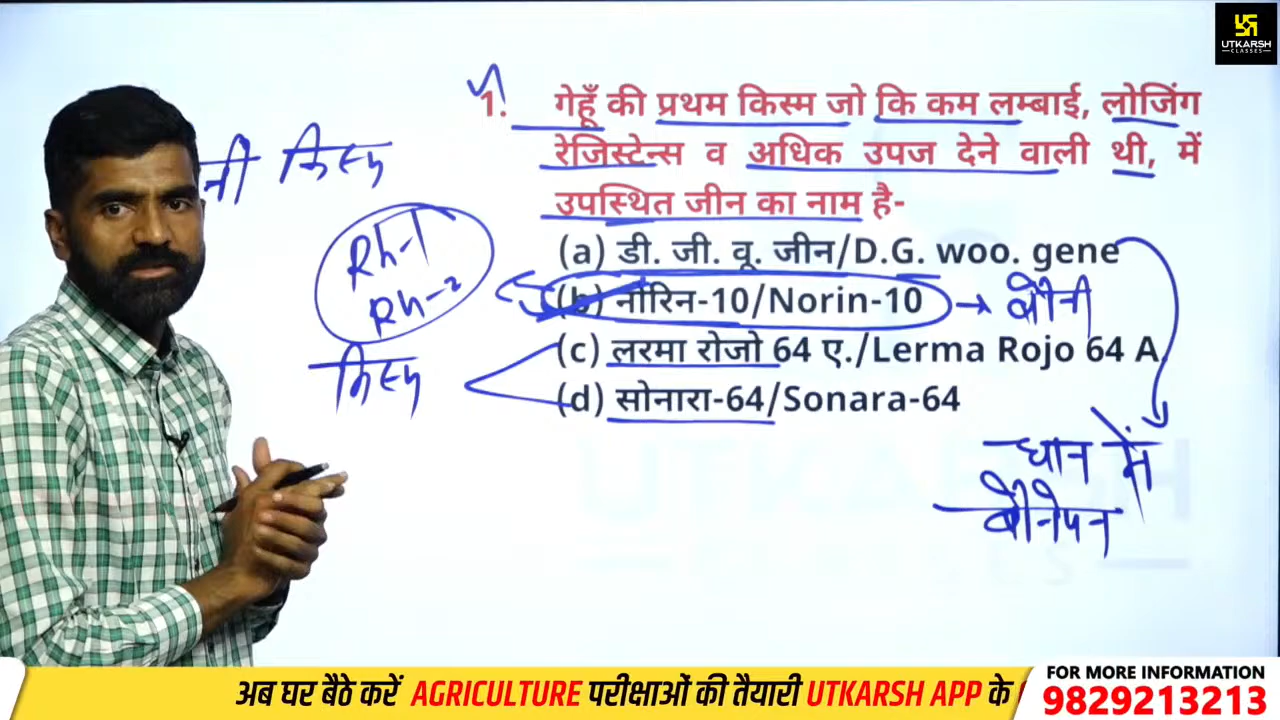 UTKARSH
CLASSES
1. गेहूँ की प्रथम किस्म जो कि कम लम्बाई, लोजिंग
रेजिस्टेन्स व अधिक उपज देने वाली थी, में
उपस्थित जीन का नाम है-
(a) डी. जी. वू. जीन/D.G. woo. gene
(b) नोरिन-10/Norin-10
(c) लरमा रोजो 64 ए./Lerma Rojo 64 A
(d) सोनारा-64/Sonara-64
नी किस्म
Rh-1
Rh-2
किस्म
बौनी
धान में
बौनेपन
अब घर बैठे करें AGRICULTURE परीक्षाओं की तैयारी UTKARSH APP के
FOR MORE INFORMATION
9829213213